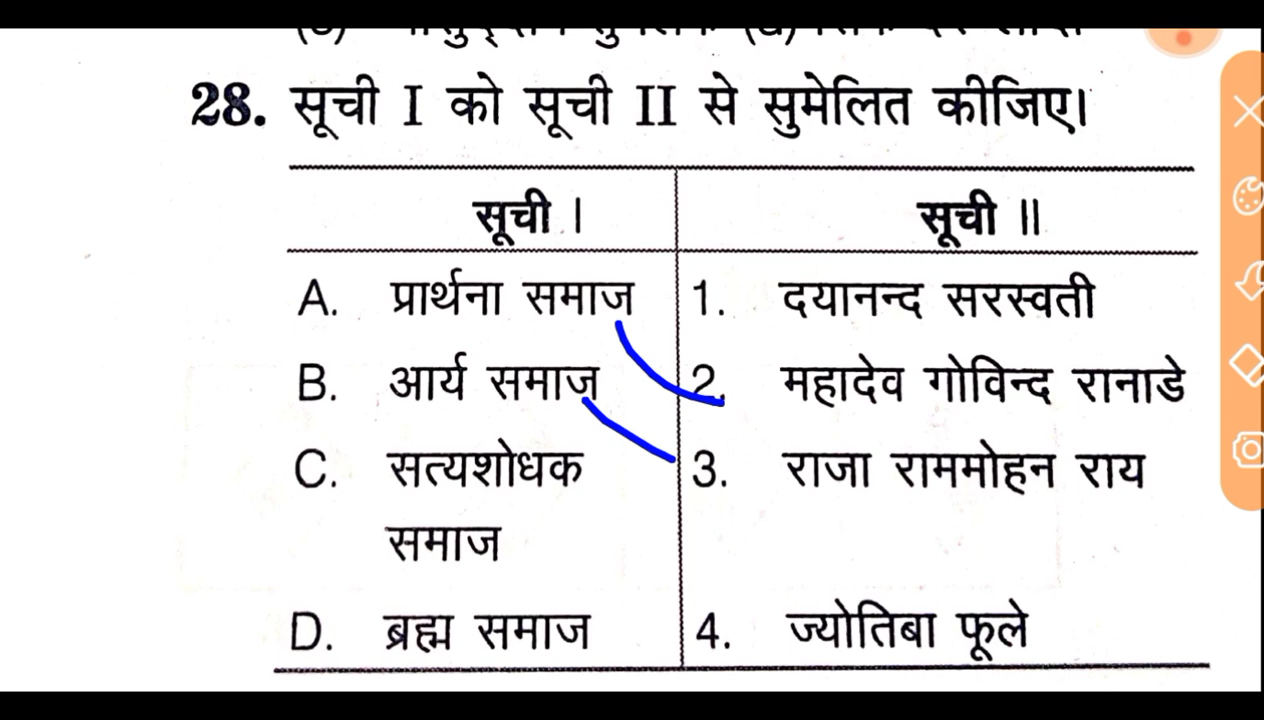 28. सूची I को सूची II से सुमेलित कीजिए।
सूची I सूची II
A. प्रार्थना समाज 1. दयानन्द सरस्वती
B. आर्य समाज 2. महादेव गोविन्द रानाडे
C. सत्यशोधक 3. राजा राममोहन राय
समाज
D. ब्रह्म समाज 4. ज्योतिबा फूले